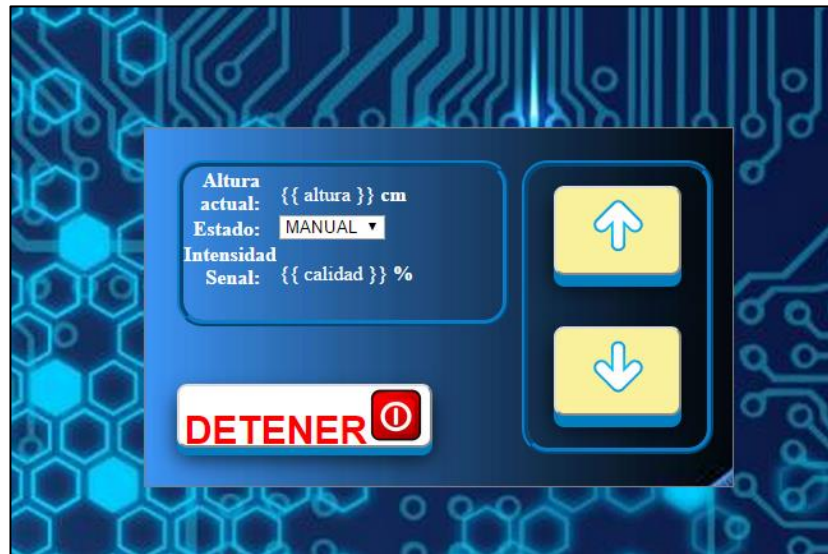 Altura
actual: {{ altura }} cm
Estado: MANUAL
Intensidad
Senal: {{ calidad }} %
DETENER